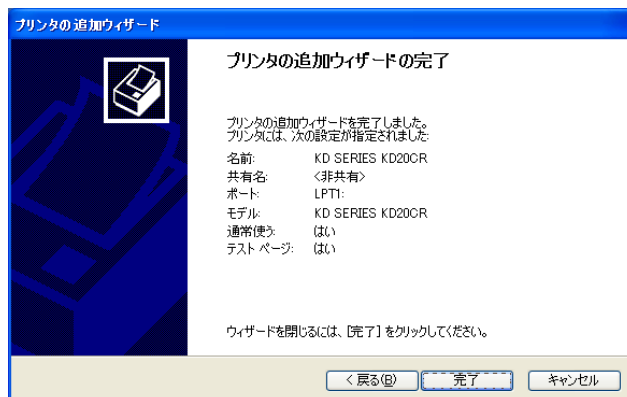 プリンタの追加ウィザード
プリンタの追加ウィザードの完了
プリンタの追加ウィザードを完了しました。
プリンタには、次の設定が指定されました:
名前: KD SERIES KD20CR
共有名: <非共有>
ポート: LPT1:
モデル: KD SERIES KD20CR
通常使う: はい
テスト ページ: はい
ウィザードを閉じるには、[完了] をクリックしてください。
< 戻る(B) 完了 キャンセル